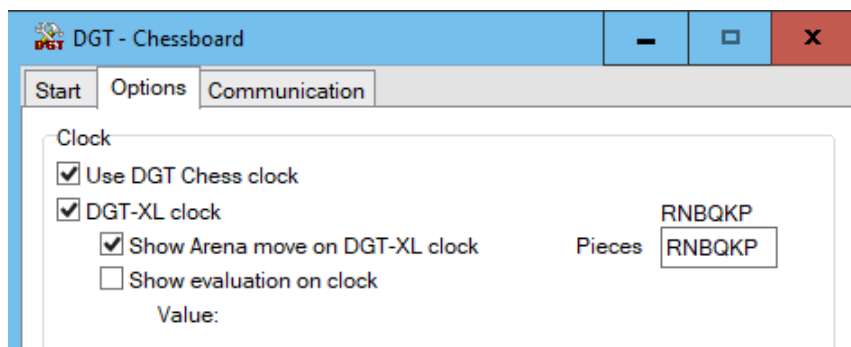 DGT - Chessboard
Start Options Communication
Clock
Use DGT Chess clock
DGT-XL clock RNBQKP
Show Arena move on DGT-XL clock Pieces RNBQKP
Show evaluation on clock
Value: